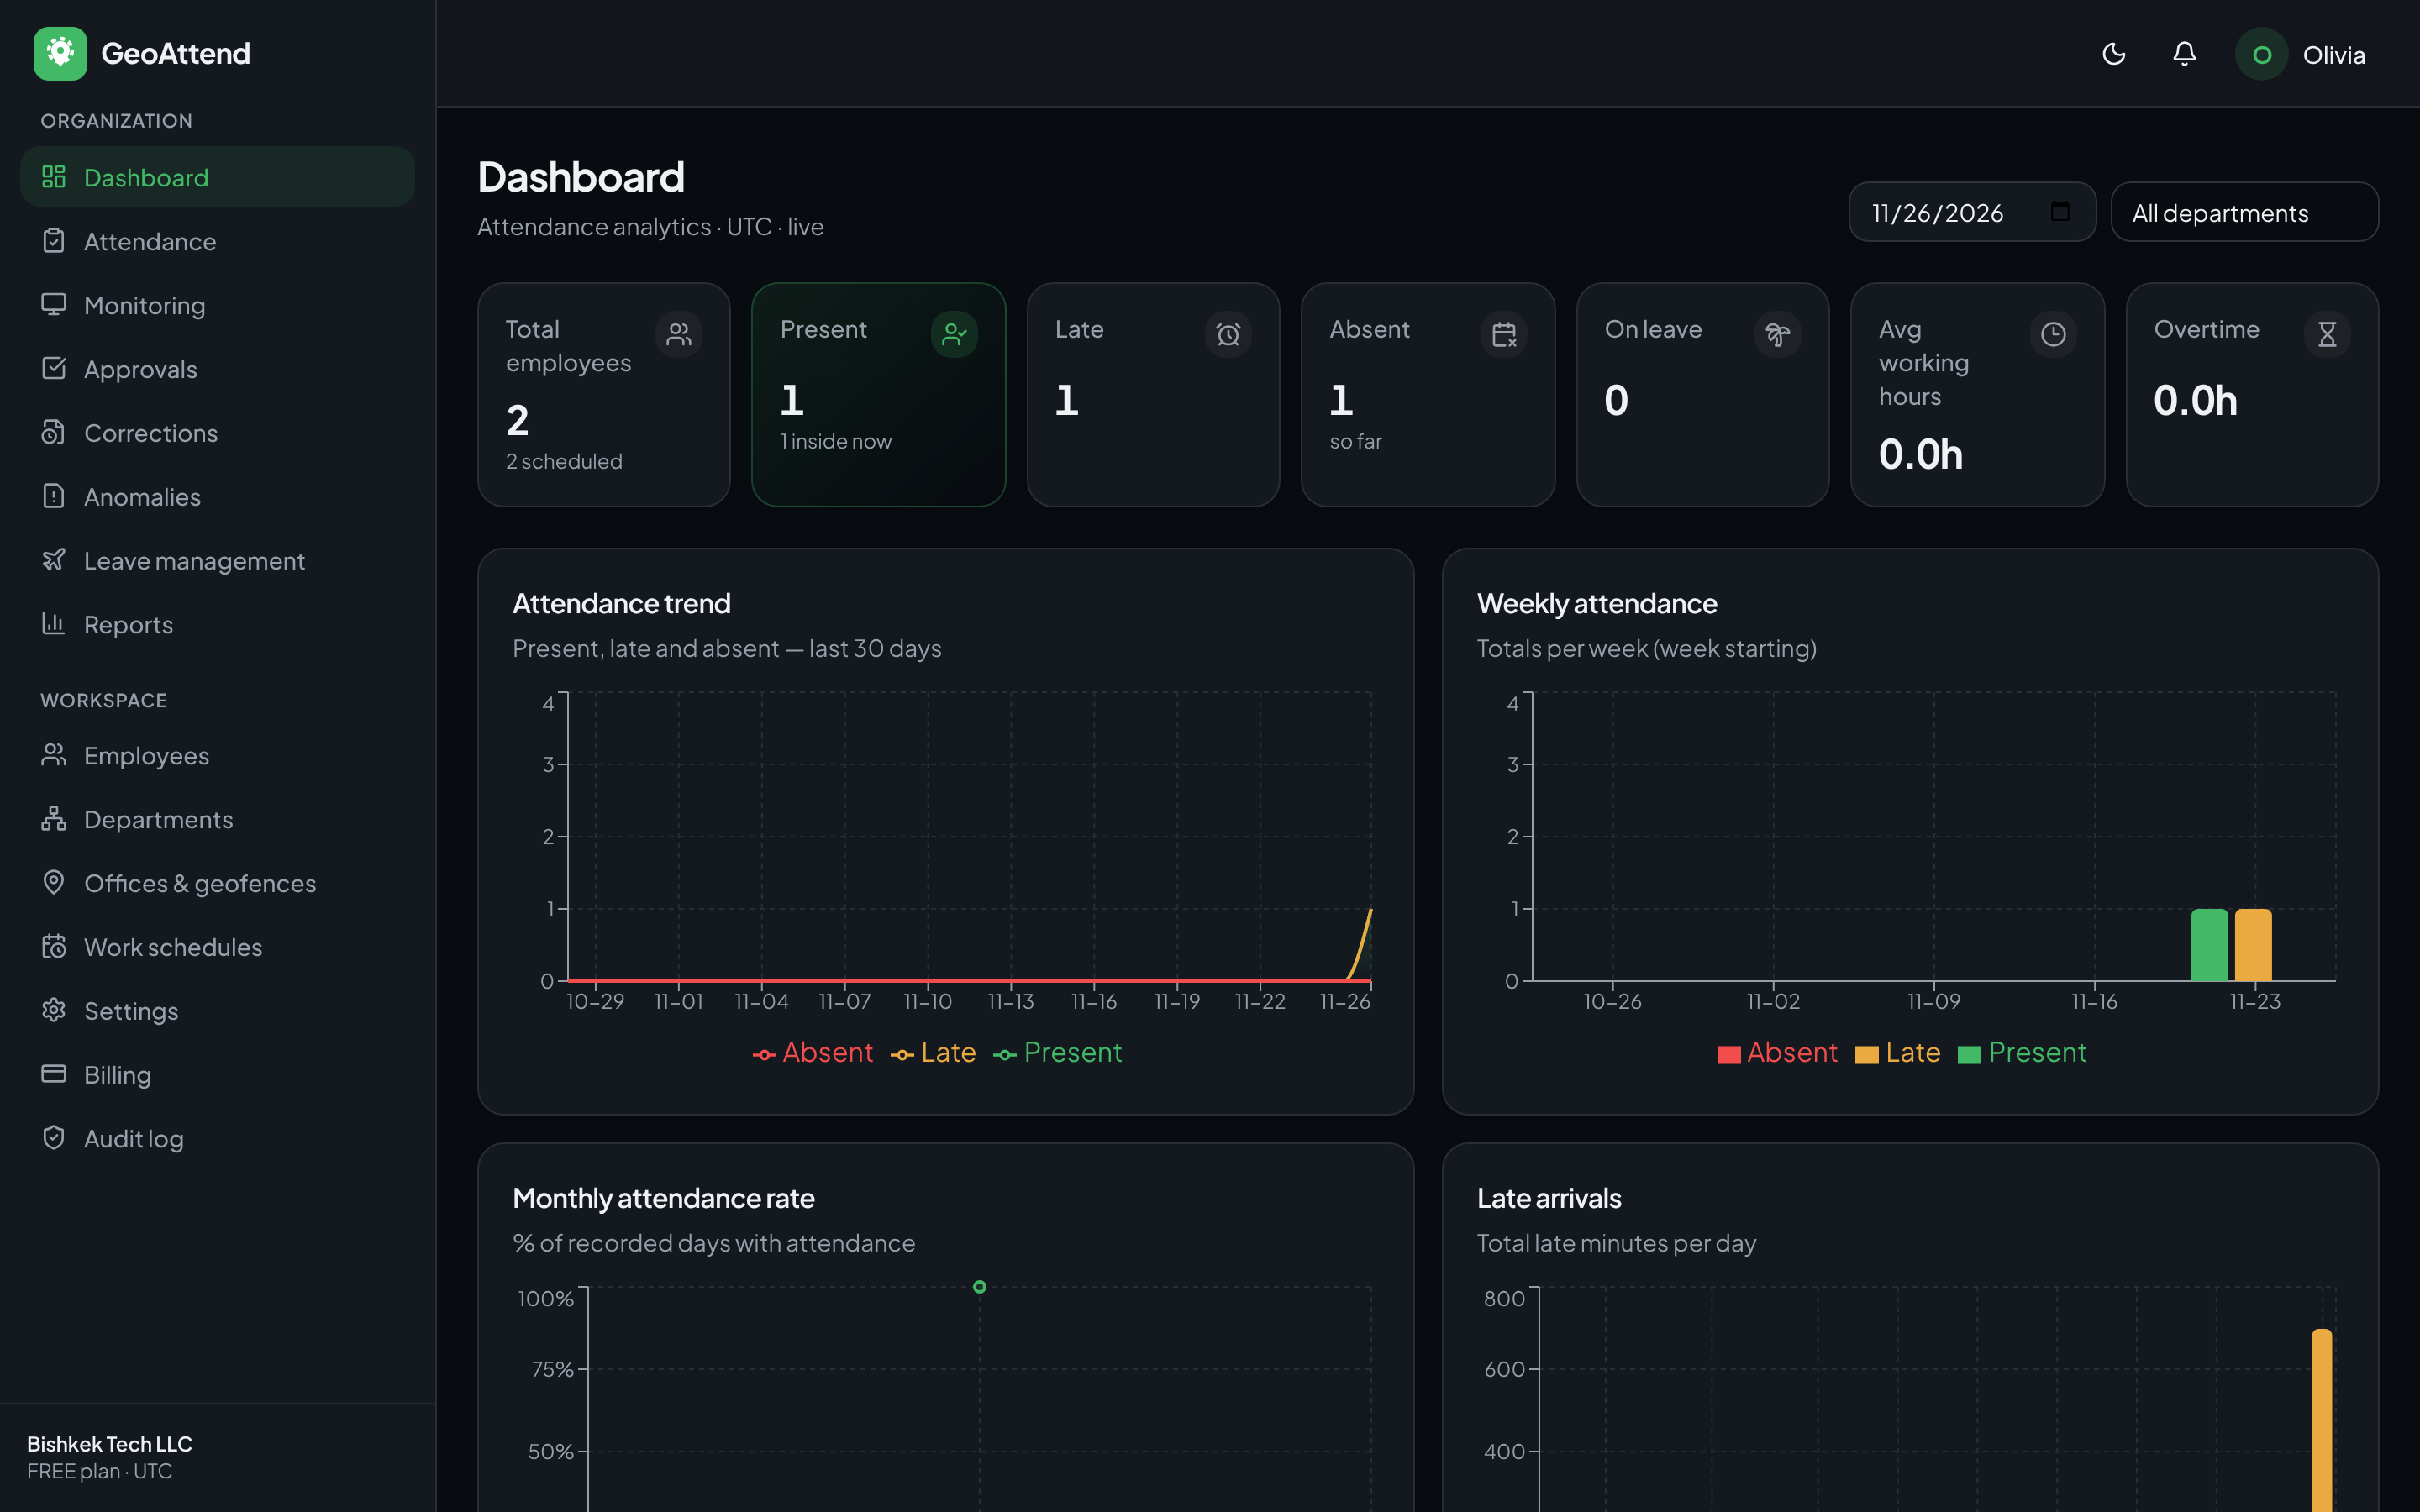 GeoAttend
Olivia
O
ORGANIZATION
Dashboard
Attendance
Monitoring
Approvals
Corrections
Anomalies
Leave management
Reports
WORKSPACE
Employees
Departments
Offices & geofences
Work schedules
Settings
Billing
Audit log
Bishkek Tech LLC
FREE plan · UTC
Dashboard
Attendance analytics · UTC · live
11/26/2026
All departments
Total
employees
2
2 scheduled
Present
1
1 inside now
Late
1
Absent
1
so far
On leave
0
Avg
working
hours
0.0h
Overtime
0.0h
Attendance trend
Present, late and absent — last 30 days
4
3
2
1
0
10-29 11-01 11-04 11-07 11-10 11-13 11-16 11-19 11-22 11-26
Absent Late Present
Weekly attendance
Totals per week (week starting)
4
3
2
1
0
10-26 11-02 11-09 11-16 11-23
Absent Late Present
Monthly attendance rate
% of recorded days with attendance
100%
75%
50%
Late arrivals
Total late minutes per day
800
600
400